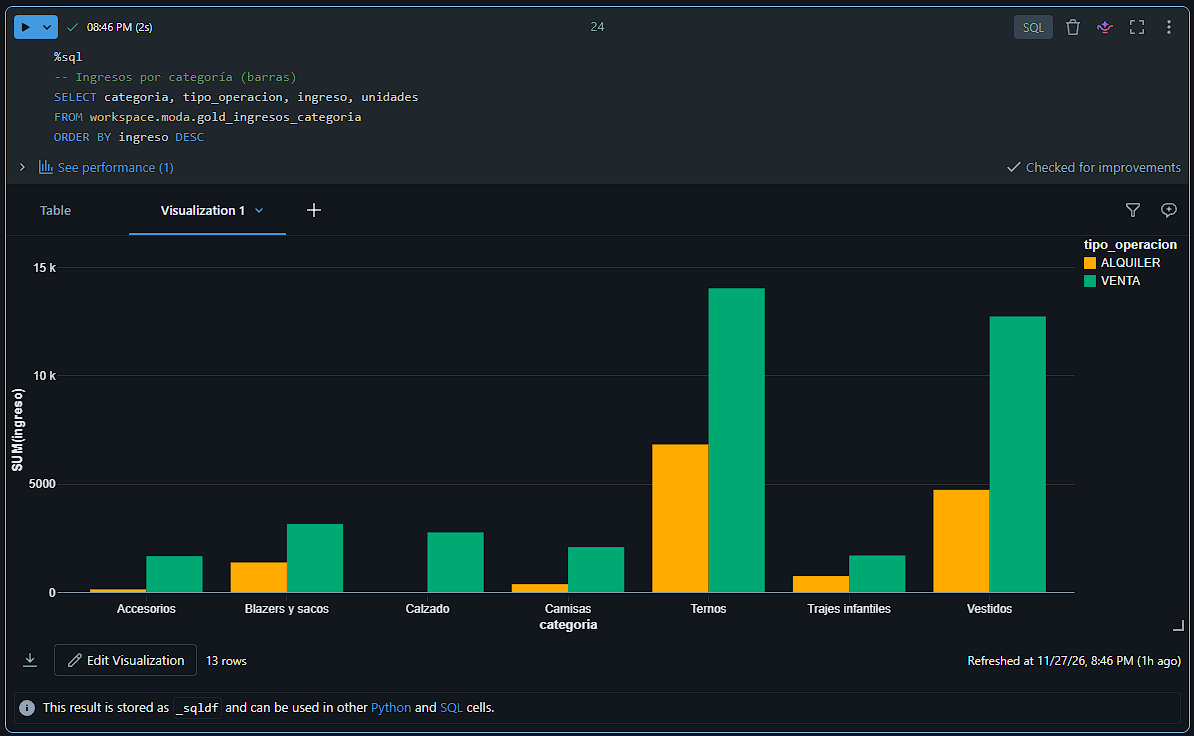 08:46 PM (2s)
24
SQL
%sql
-- Ingresos por categoría (barras)
SELECT categoria, tipo_operacion, ingreso, unidades
FROM workspace.moda.gold_ingresos_categoria
ORDER BY ingreso DESC
See performance (1)
Checked for improvements
Table
Visualization 1
tipo_operacion
ALQUILER
VENTA
15 k
10 k
5000
0
SUM(ingreso)
Accesorios
Blazers y sacos
Calzado
Camisas
Ternos
Trajes infantiles
Vestidos
categoria
Edit Visualization
13 rows
Refreshed at 11/27/26, 8:46 PM (1h ago)
This result is stored as _sqldf and can be used in other Python and SQL cells.